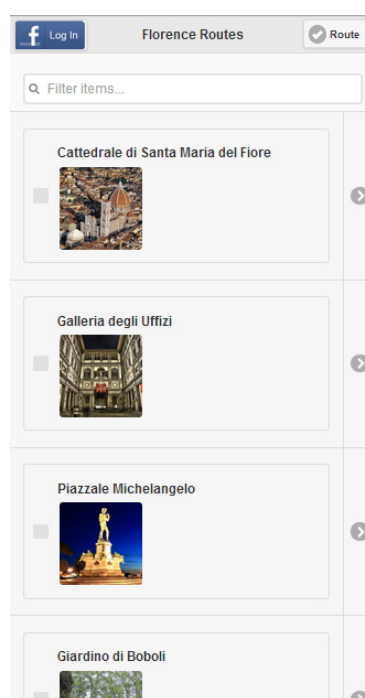 f Log In
Florence Routes
Route
Filter items...
Cattedrale di Santa Maria del Fiore
Galleria degli Uffizi
Piazzale Michelangelo
Giardino di Boboli